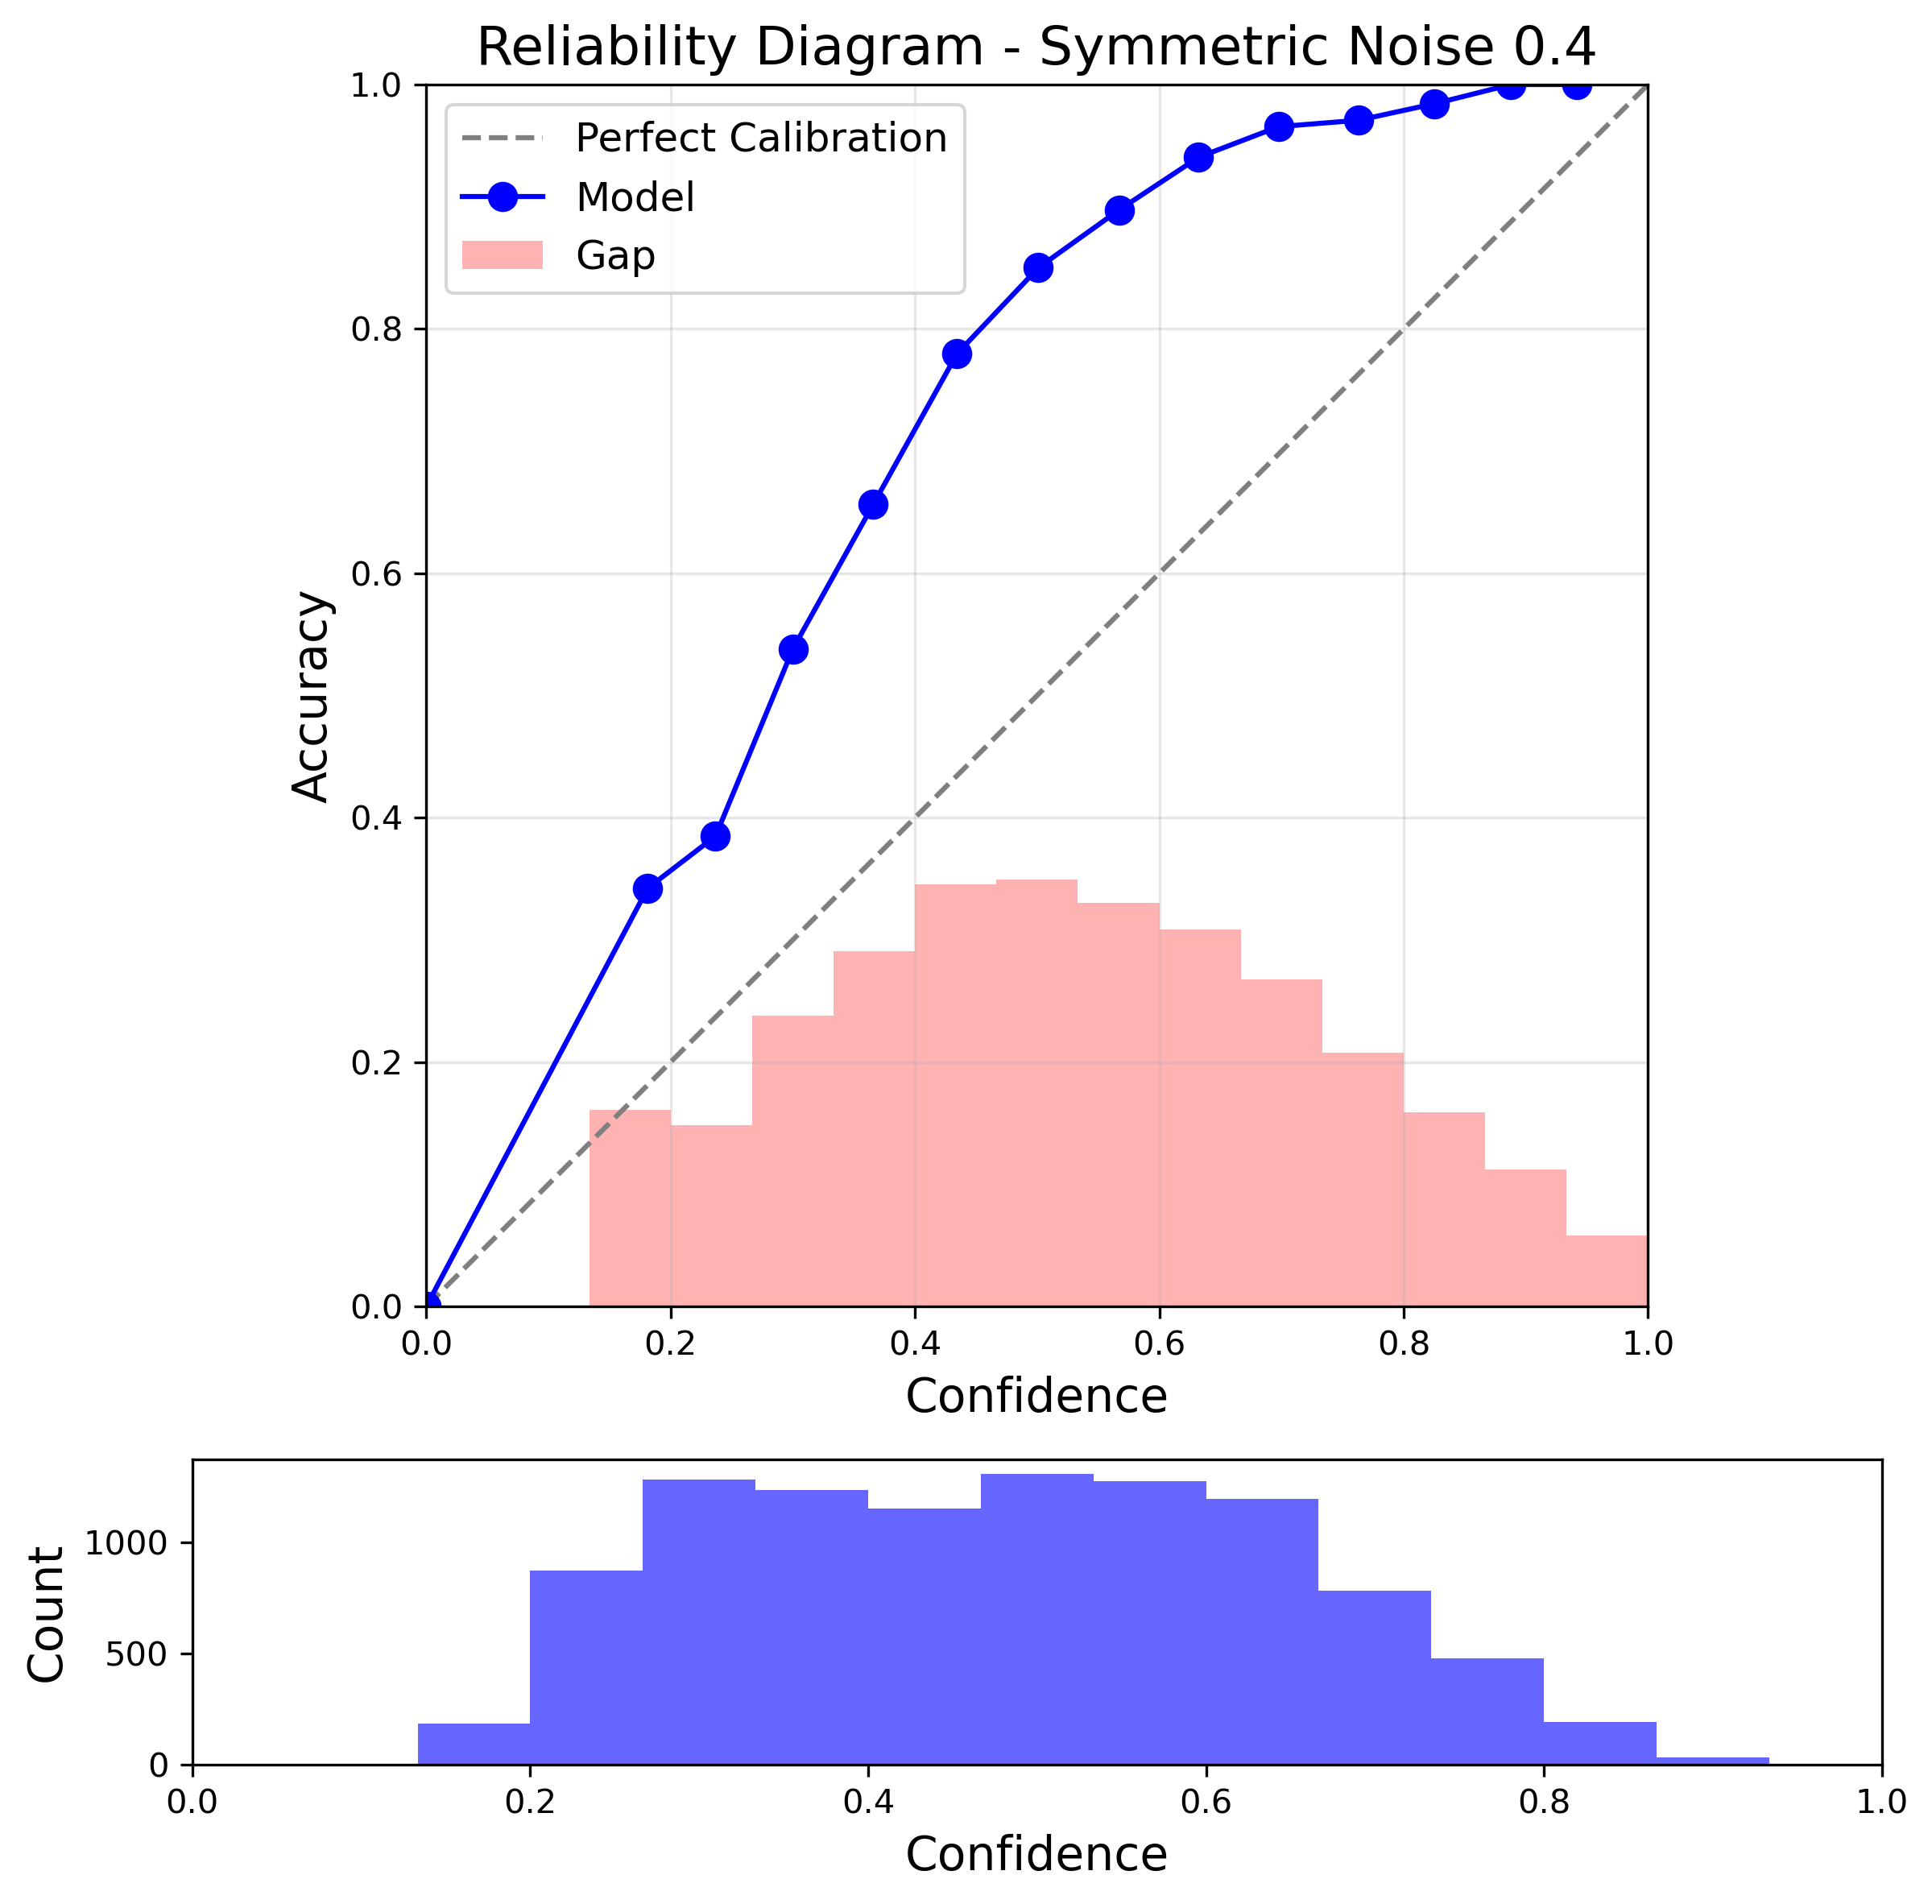 Reliability Diagram - Symmetric Noise 0.4
Perfect Calibration
Model
Gap
Accuracy
1.0
0.8
0.6
0.4
0.2
0.0
0.0 0.2 0.4 0.6 0.8 1.0
Confidence
Count
1000
500
0
0.0 0.2 0.4 0.6 0.8 1.0
Confidence